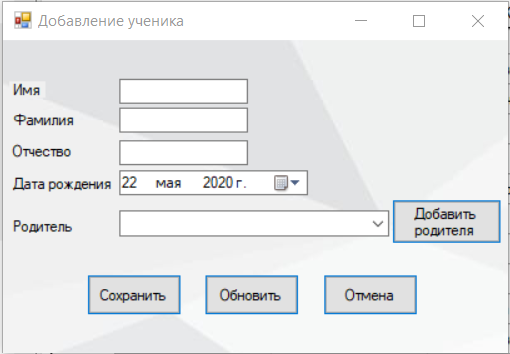 Добавление ученика
Имя
Фамилия
Отчество
Дата рождения 22 мая 2020 г.
Родитель
Добавить
родителя
Сохранить Обновить Отмена